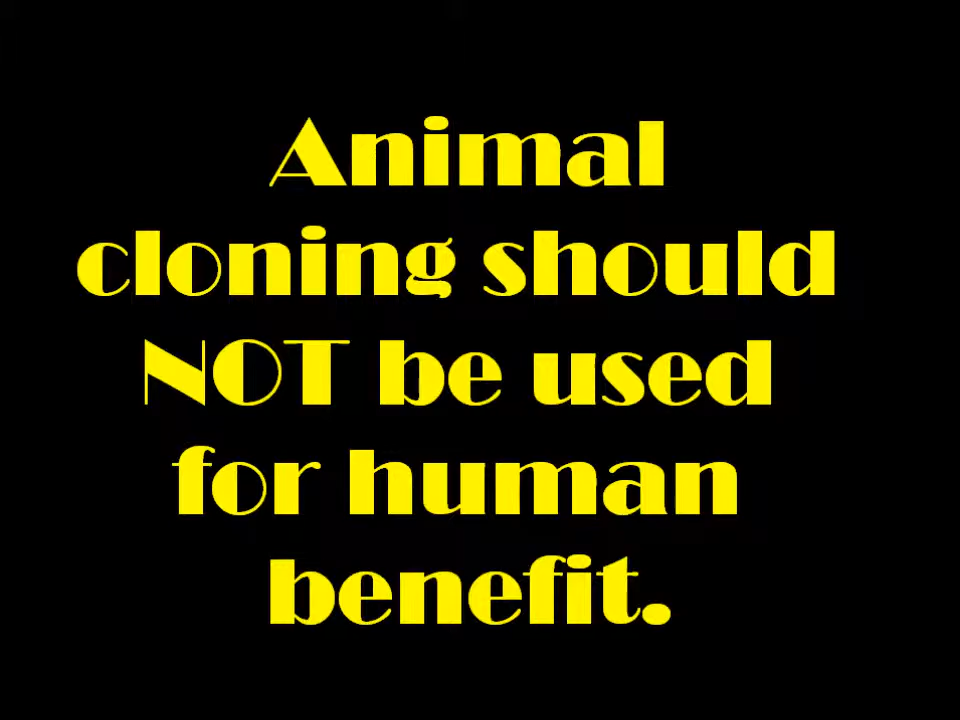 Animal
cloning should
NOT be used
for human
benefit.